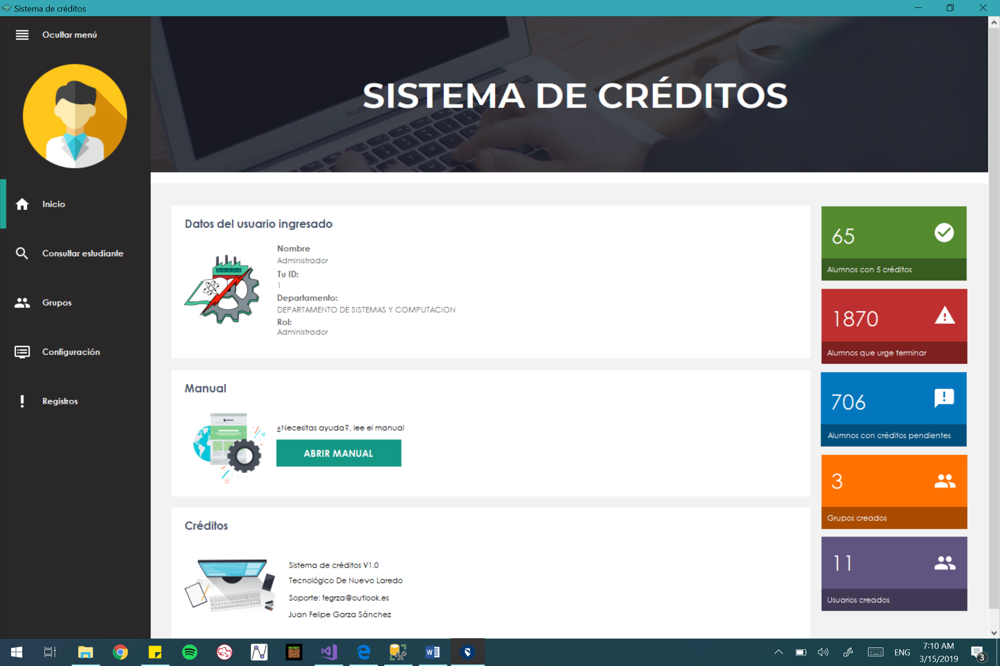 Sistema de créditos
Ocultar menú
Inicio
Consultar estudiante
Grupos
Configuración
Registros
SISTEMA DE CRÉDITOS
Datos del usuario ingresado
Nombre
Administrador
Tu ID:
1
Departamento:
DEPARTAMENTO DE SISTEMAS Y COMPUTACION
Rol:
Administrador
Manual
¿Necesitas ayuda?, lee el manual
ABRIR MANUAL
Créditos
Sistema de créditos V1.0
Tecnológico De Nuevo Laredo
Soporte: fegrza@outlook.es
Juan Felipe Garza Sánchez
65
Alumnos con 5 créditos
1870
Alumnos que urge terminar
706
Alumnos con créditos pendientes
3
Grupos creados
11
Usuarios creados
ENG
7:10 AM
3/15/2019
3